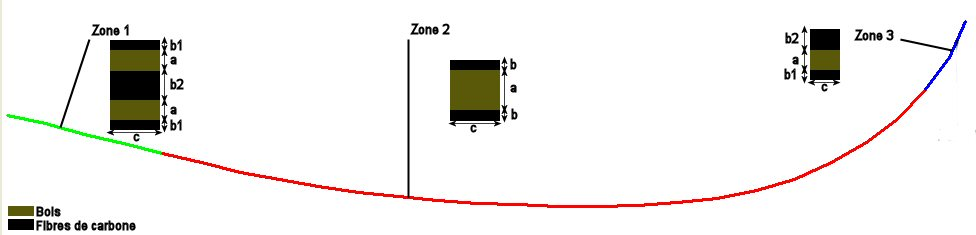 Zone 1
b1
a
b2
a
b1
c
Zone 2
b
a
b
c
Zone 3
b2
a
b1
c
Bois
Fibres de carbone